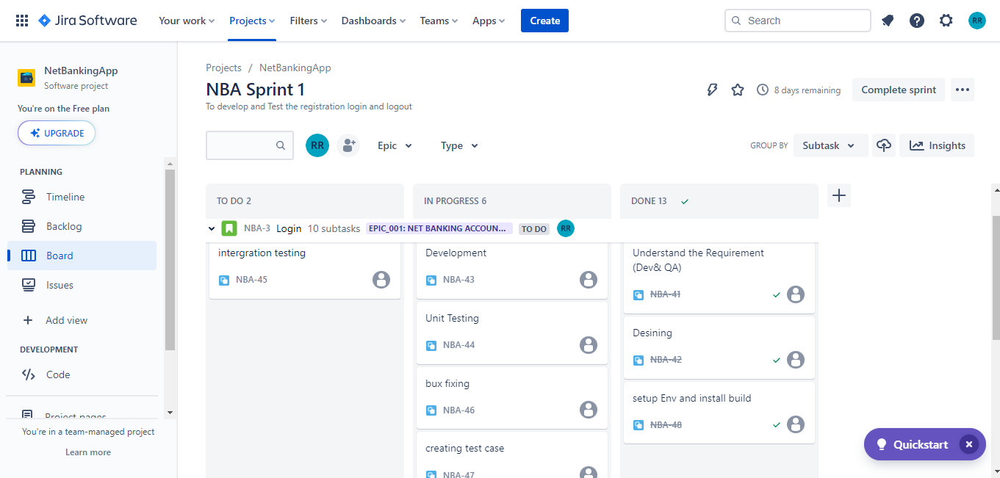 Jira Software
Your work
Projects
Filters
Dashboards
Teams
Apps
Create
Search
RR
NetBankingApp
Software project
You're on the Free plan
UPGRADE
PLANNING
Timeline
Backlog
Board
Issues
Add view
DEVELOPMENT
Code
Project pages
You're in a team-managed project
Learn more
Projects / NetBankingApp
NBA Sprint 1
To develop and Test the registration login and logout
8 days remaining
Complete sprint
RR
Epic
Type
GROUP BY
Subtask
Insights
TO DO 2
IN PROGRESS 6
DONE 13
NBA-3 Login 10 subtasks EPIC_001: NET BANKING ACCOUN... TO DO RR
intergration testing
NBA-45
Development
NBA-43
Unit Testing
NBA-44
bux fixing
NBA-46
creating test case
NBA-47
Understand the Requirement
(Dev& QA)
NBA-41
Desining
NBA-42
setup Env and install build
NBA-48
Quickstart